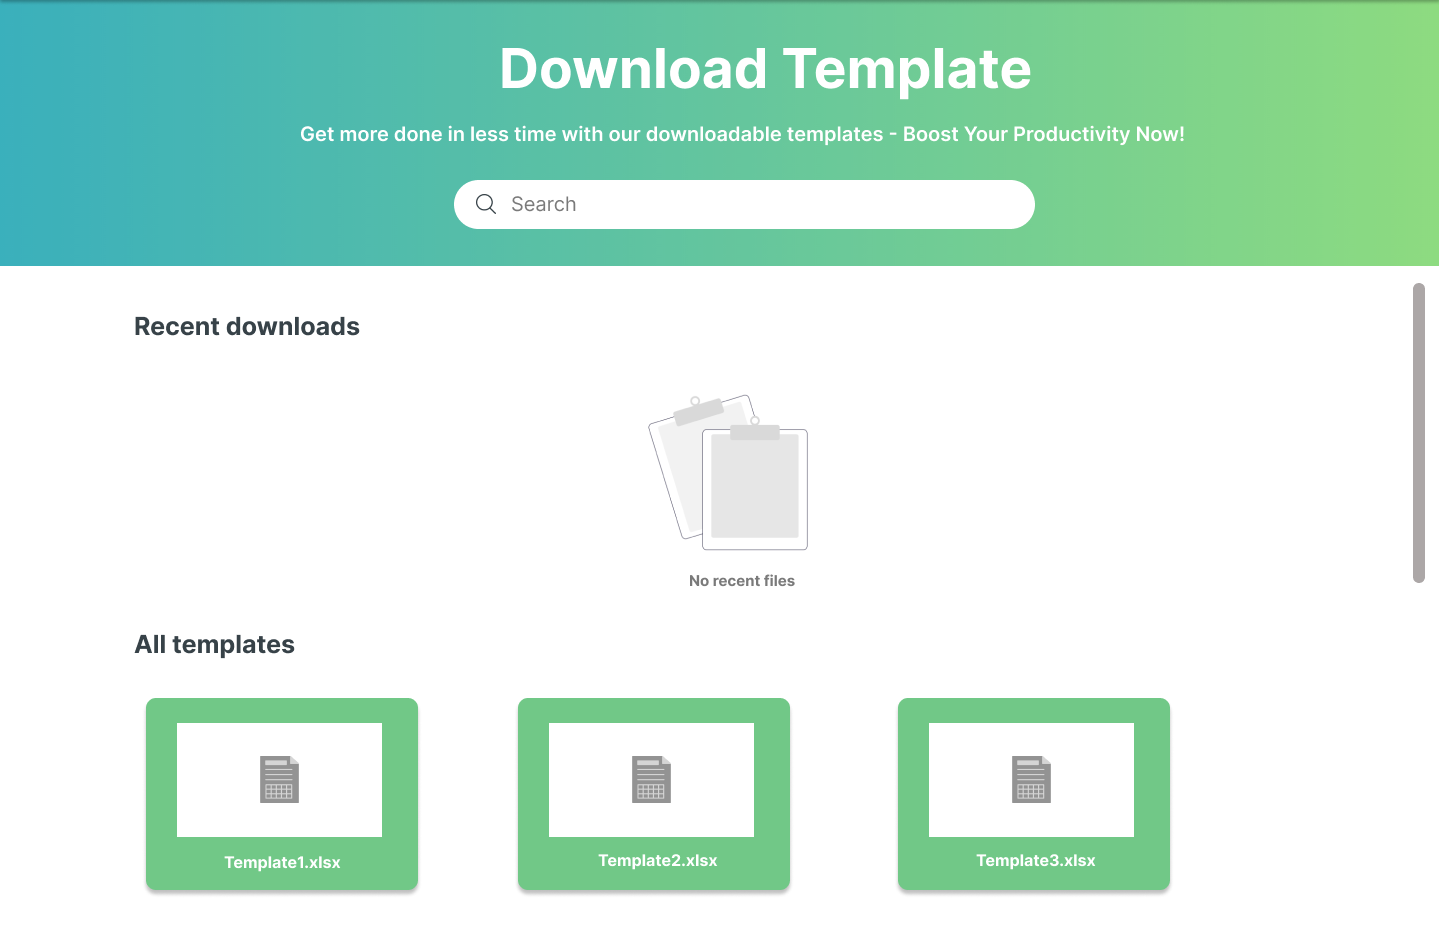 Download Template
Get more done in less time with our downloadable templates - Boost Your Productivity Now!
Search
Recent downloads
No recent files
All templates
Template1.xlsx
Template2.xlsx
Template3.xlsx